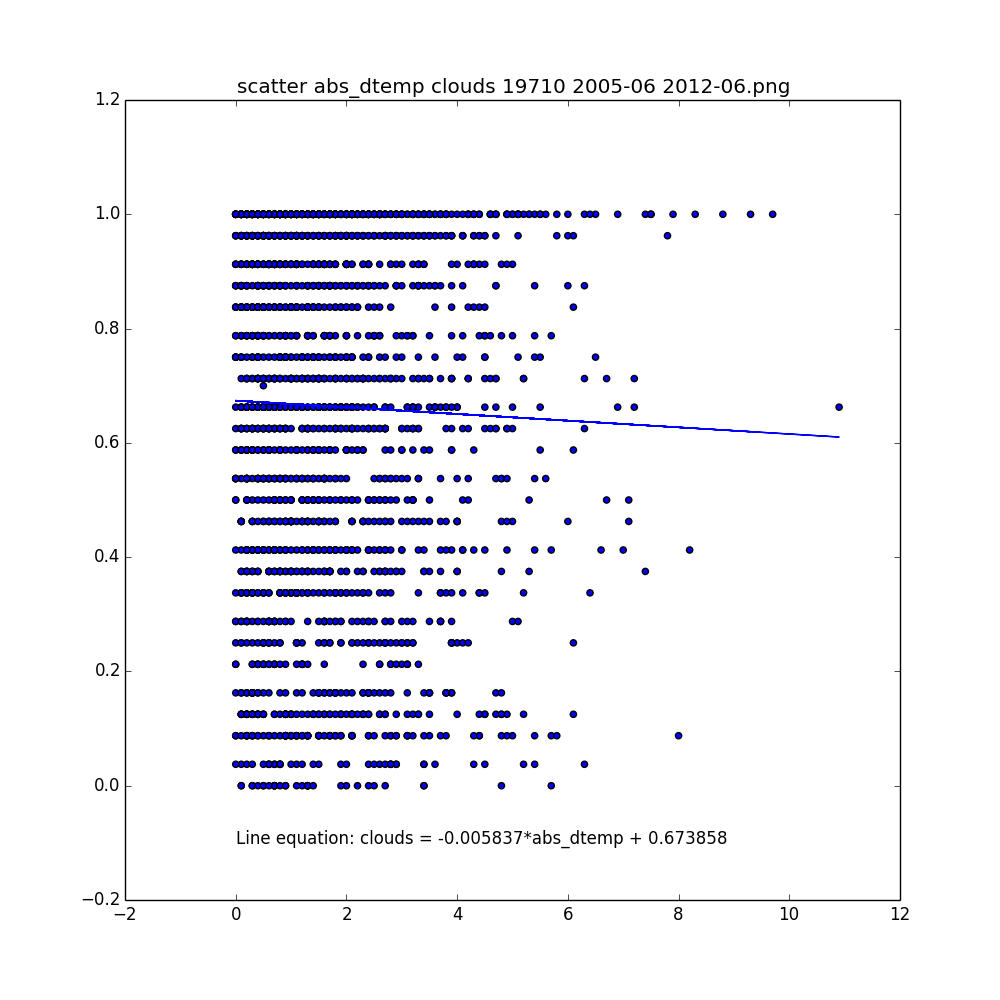 scatter abs_dtemp clouds 19710 2005-06 2012-06.png
1.2
1.0
0.8
0.6
0.4
0.2
0.0
−0.2
Line equation: clouds = -0.005837*abs_dtemp + 0.673858
−2 0 2 4 6 8 10 12